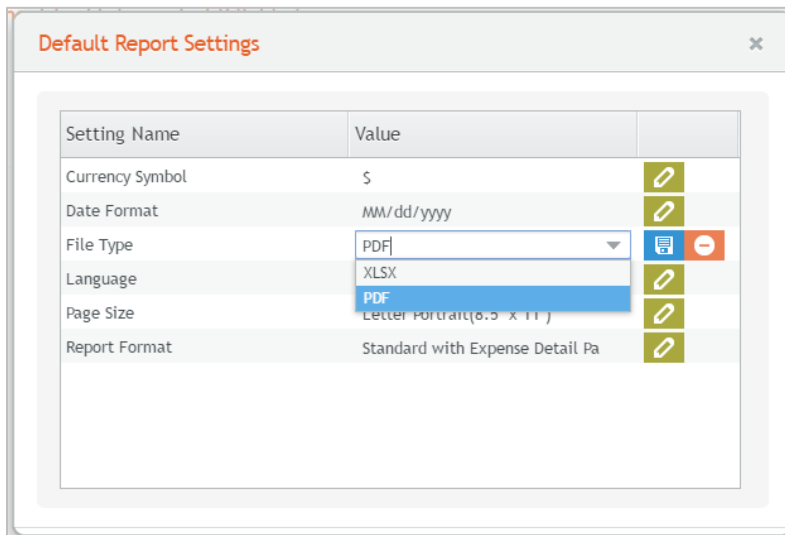 Default Report Settings
Setting Name Value
Currency Symbol $
Date Format MM/dd/yyyy
File Type PDF
XLSX
Language
PDF
Page Size Letter Portrait(8.5" x 11")
Report Format Standard with Expense Detail Pa